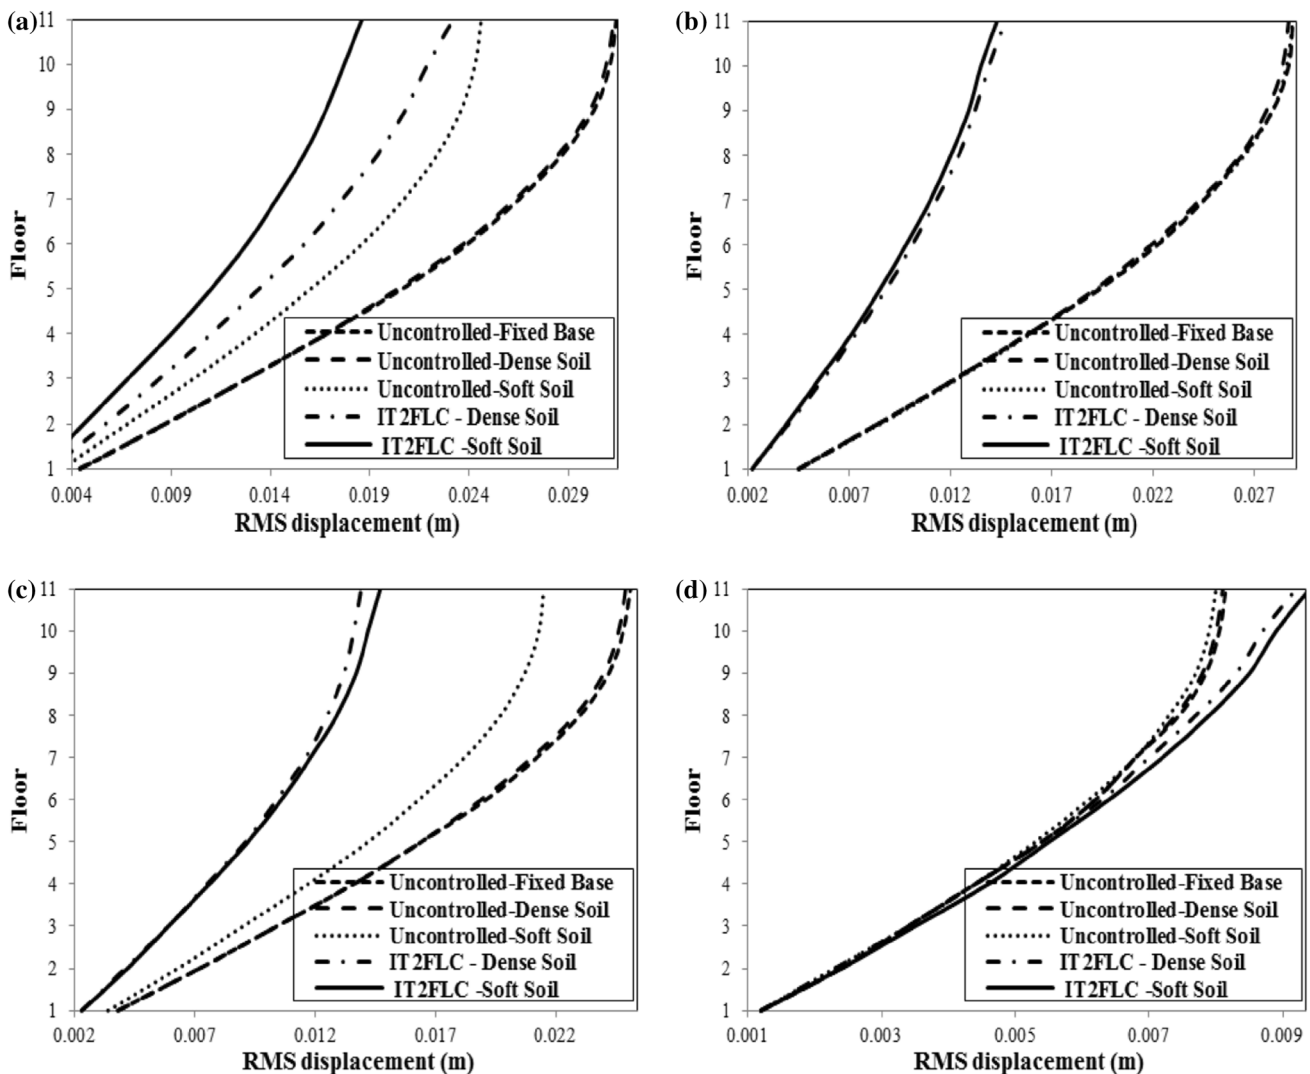 (a)
11
10
9
8
7
6
5
4
3
2
1
Floor
Uncontrolled-Fixed Base
Uncontrolled-Dense Soil
Uncontrolled-Soft Soil
IT2FLC - Dense Soil
IT2FLC -Soft Soil
0.004 0.009 0.014 0.019 0.024 0.029
RMS displacement (m)
(b)
11
10
9
8
7
6
5
4
3
2
1
Floor
Uncontrolled-Fixed Base
Uncontrolled-Dense Soil
Uncontrolled-Soft Soil
IT2FLC - Dense Soil
IT2FLC -Soft Soil
0.002 0.007 0.012 0.017 0.022 0.027
RMS displacement (m)
(c)
11
10
9
8
7
6
5
4
3
2
1
Floor
Uncontrolled-Fixed Base
Uncontrolled-Dense Soil
Uncontrolled-Soft Soil
IT2FLC - Dense Soil
IT2FLC -Soft Soil
0.002 0.007 0.012 0.017 0.022
RMS displacement (m)
(d)
11
10
9
8
7
6
5
4
3
2
1
Floor
Uncontrolled-Fixed Base
Uncontrolled-Dense Soil
Uncontrolled-Soft Soil
IT2FLC - Dense Soil
IT2FLC -Soft Soil
0.001 0.003 0.005 0.007 0.009
RMS displacement (m)